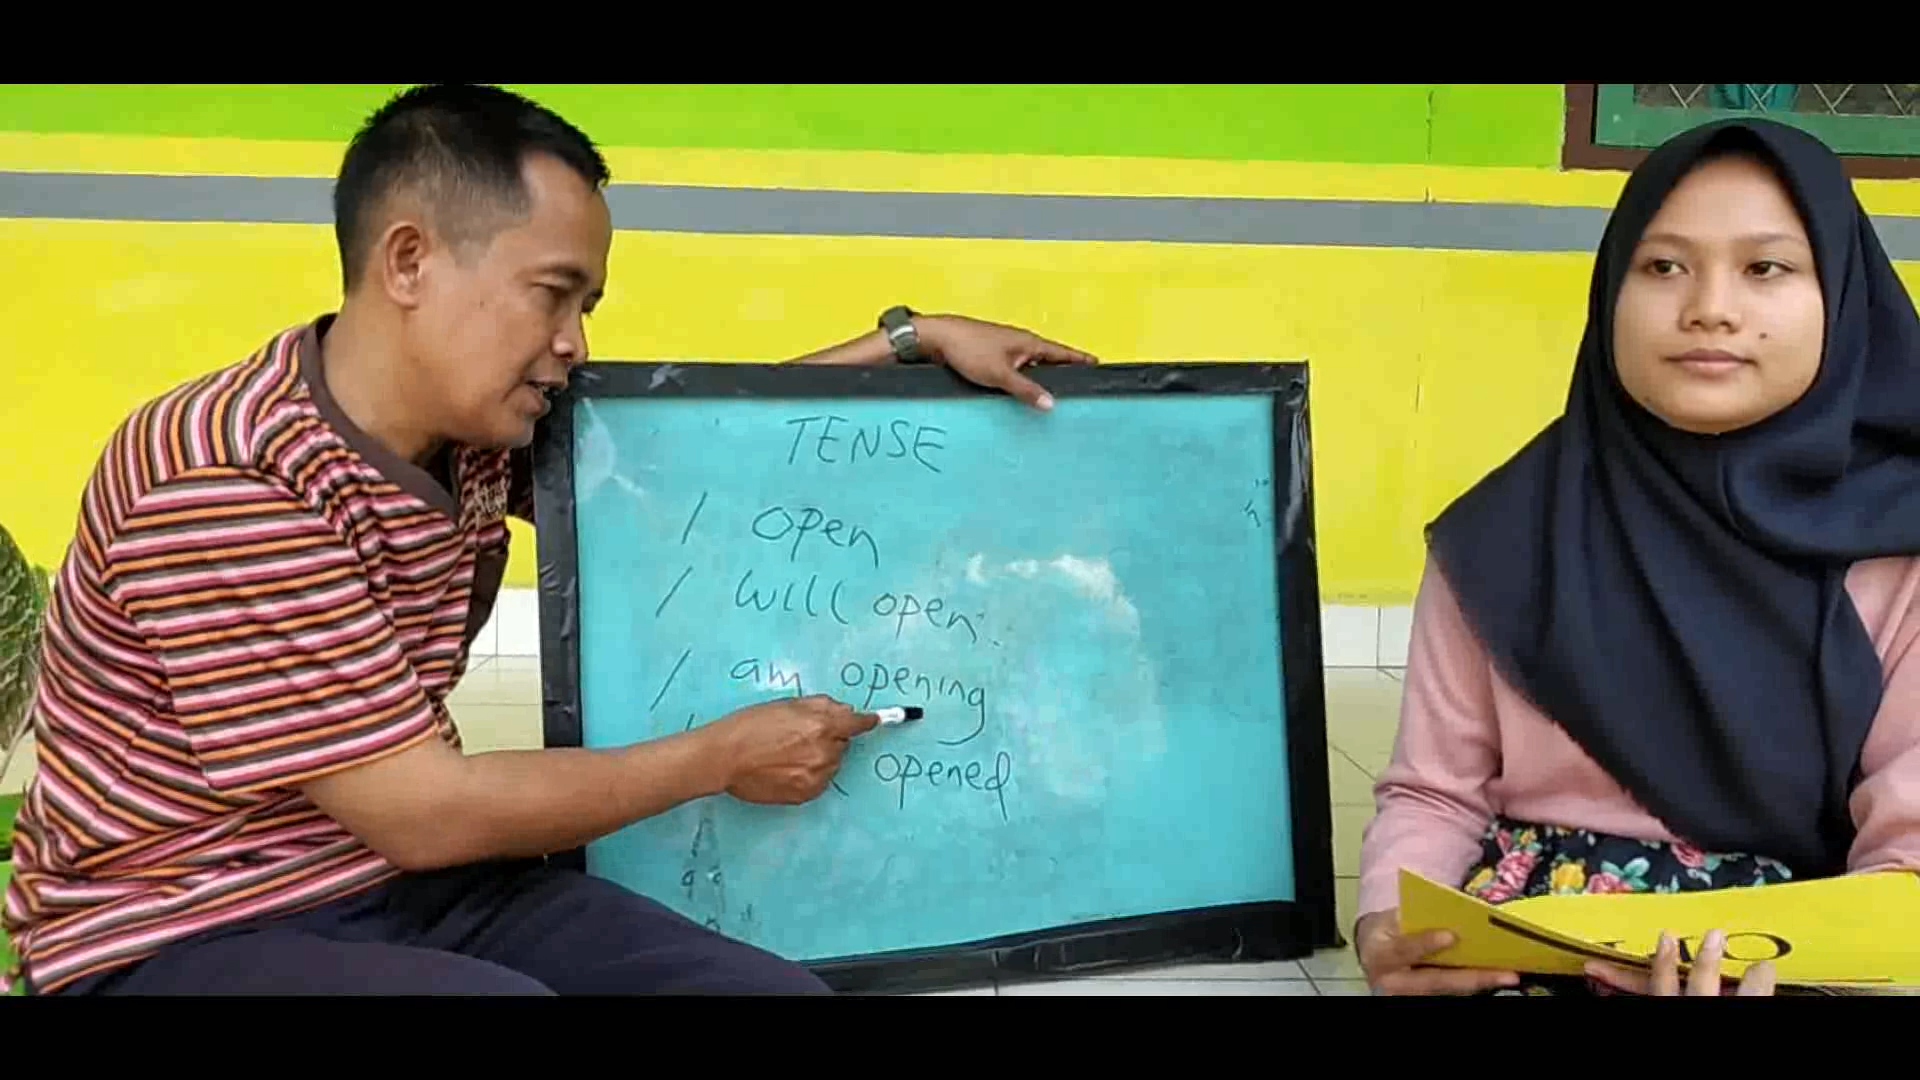 TENSE
I open
I will open
I am opening
opened